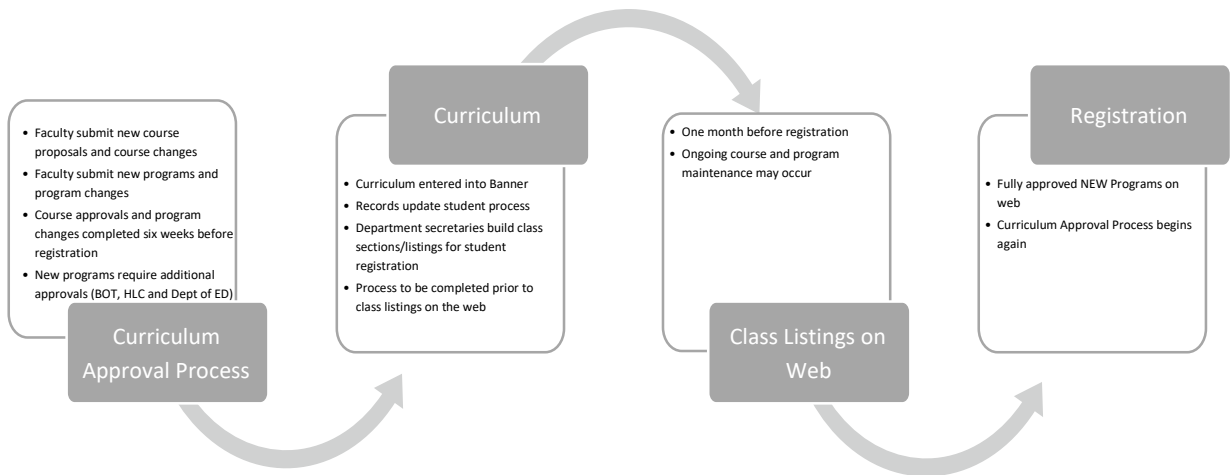 • Faculty submit new course
proposals and course changes
• Faculty submit new programs and
program changes
• Course approvals and program
changes completed six weeks before
registration
• New programs require additional
approvals (BOT, HLC and Dept of ED)
Curriculum
Approval Process
Curriculum
• Curriculum entered into Banner
• Records update student process
• Department secretaries build class
sections/listings for student
registration
• Process to be completed prior to
class listings on the web
• One month before registration
• Ongoing course and program
maintenance may occur
Class Listings on
Web
Registration
• Fully approved NEW Programs on
web
• Curriculum Approval Process begins
again